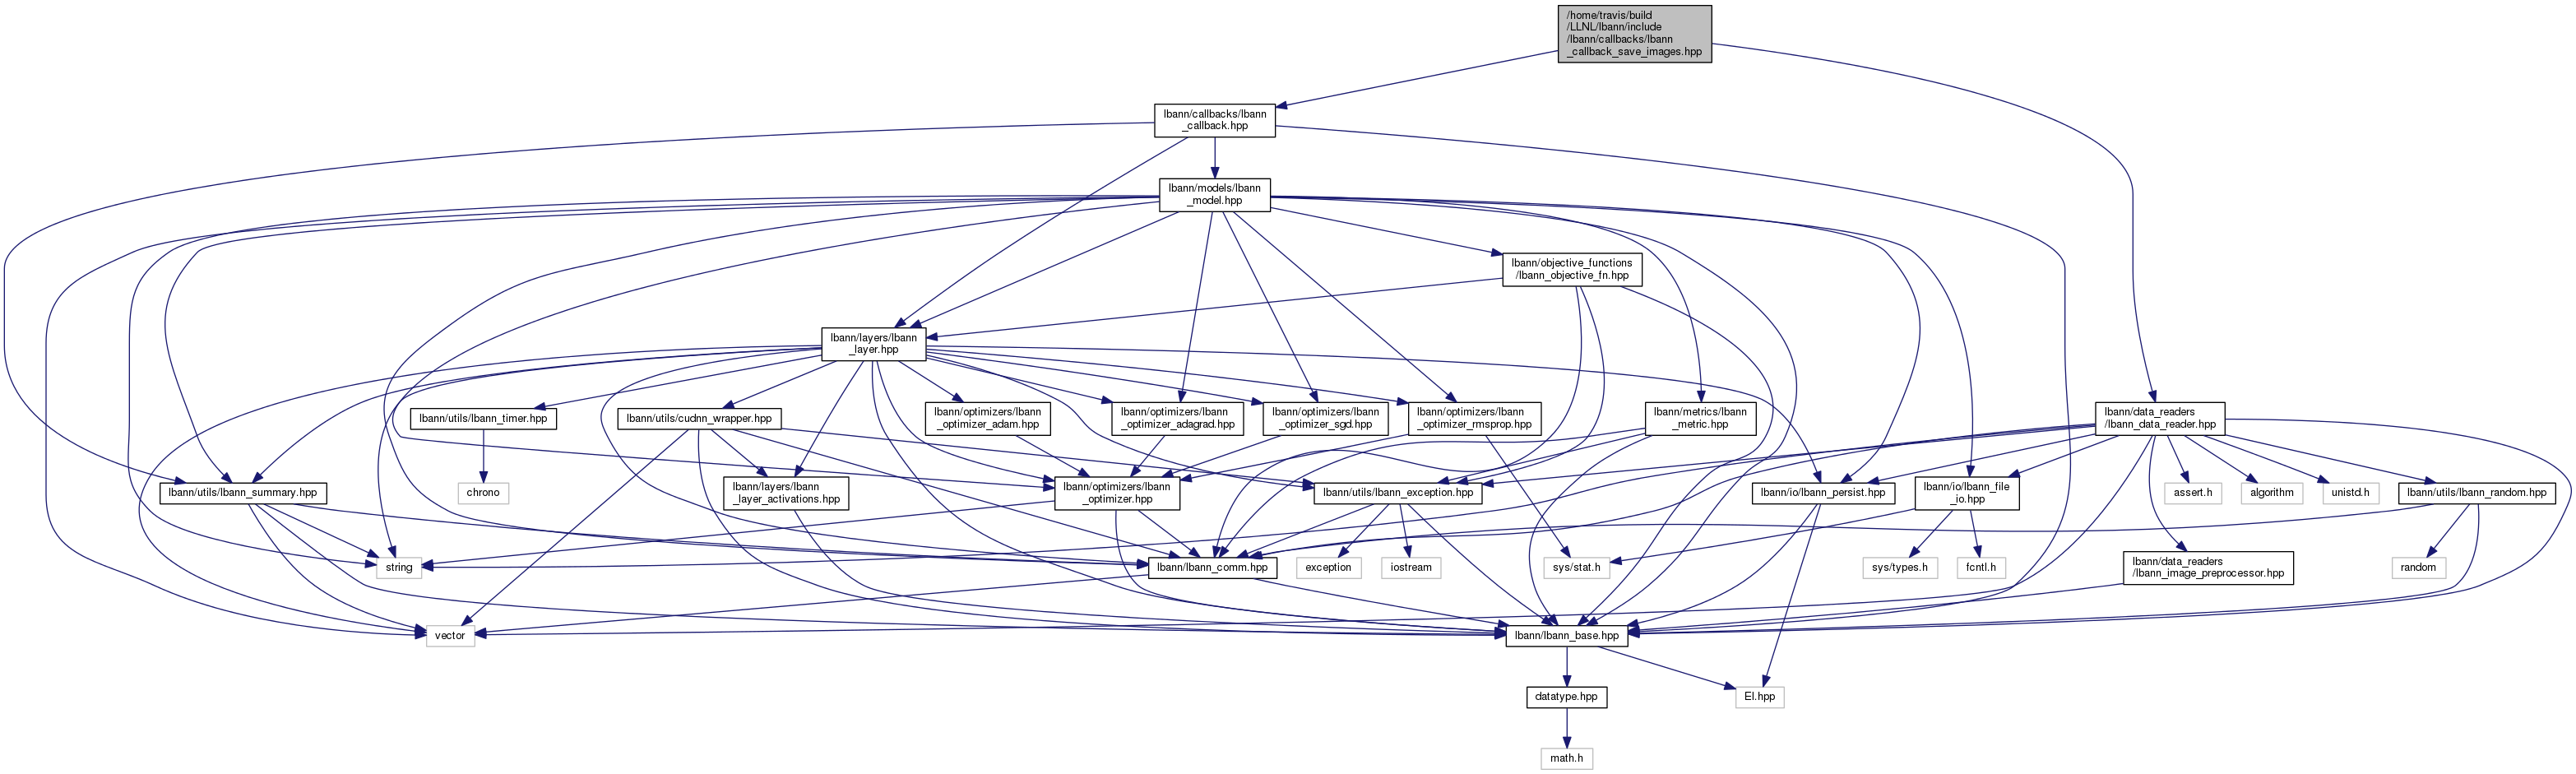 /home/travis/build
/LLNL/lbann/include
/lbann/callbacks/lbann
_callback_save_images.hpp
lbann/callbacks/lbann
_callback.hpp
lbann/models/lbann
_model.hpp
lbann/objective_functions
/lbann_objective_fn.hpp
lbann/layers/lbann
_layer.hpp
lbann/utils/lbann_timer.hpp
lbann/utils/cudnn_wrapper.hpp
lbann/optimizers/lbann
_optimizer_adam.hpp
lbann/optimizers/lbann
_optimizer_adagrad.hpp
lbann/optimizers/lbann
_optimizer_sgd.hpp
lbann/optimizers/lbann
_optimizer_rmsprop.hpp
lbann/metrics/lbann
_metric.hpp
lbann/data_readers
/lbann_data_reader.hpp
lbann/utils/lbann_summary.hpp
chrono
lbann/layers/lbann
_layer_activations.hpp
lbann/optimizers/lbann
_optimizer.hpp
lbann/utils/lbann_exception.hpp
lbann/io/lbann_persist.hpp
lbann/io/lbann_file
_io.hpp
assert.h
algorithm
unistd.h
lbann/utils/lbann_random.hpp
string
lbann/lbann_comm.hpp
exception
iostream
sys/stat.h
sys/types.h
fcntl.h
lbann/data_readers
/lbann_image_preprocessor.hpp
random
vector
lbann/lbann_base.hpp
datatype.hpp
El.hpp
math.h